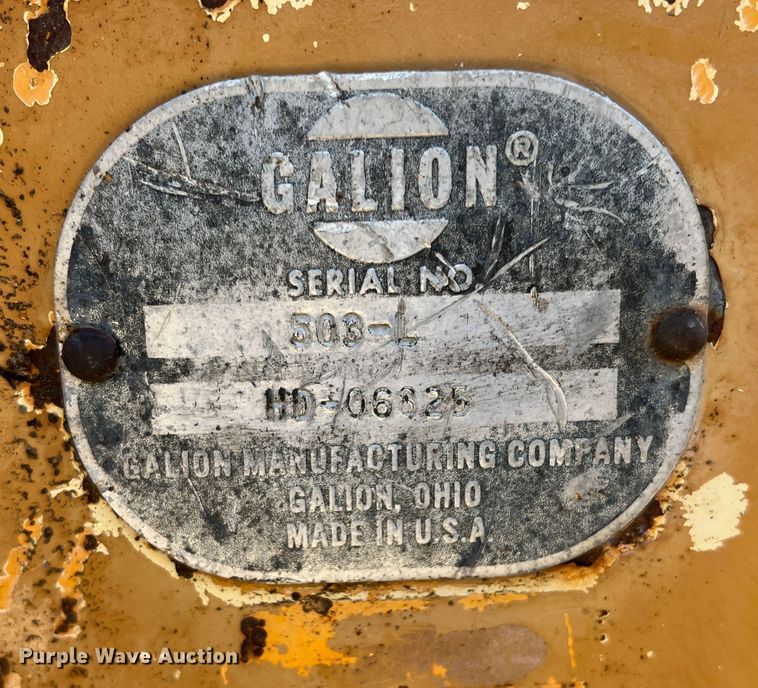 GALION®
SERIAL NO.
503-L
HD-06825
GALION MANUFACTURING COMPANY
GALION, OHIO
MADE IN U.S.A.
Purple Wave Auction